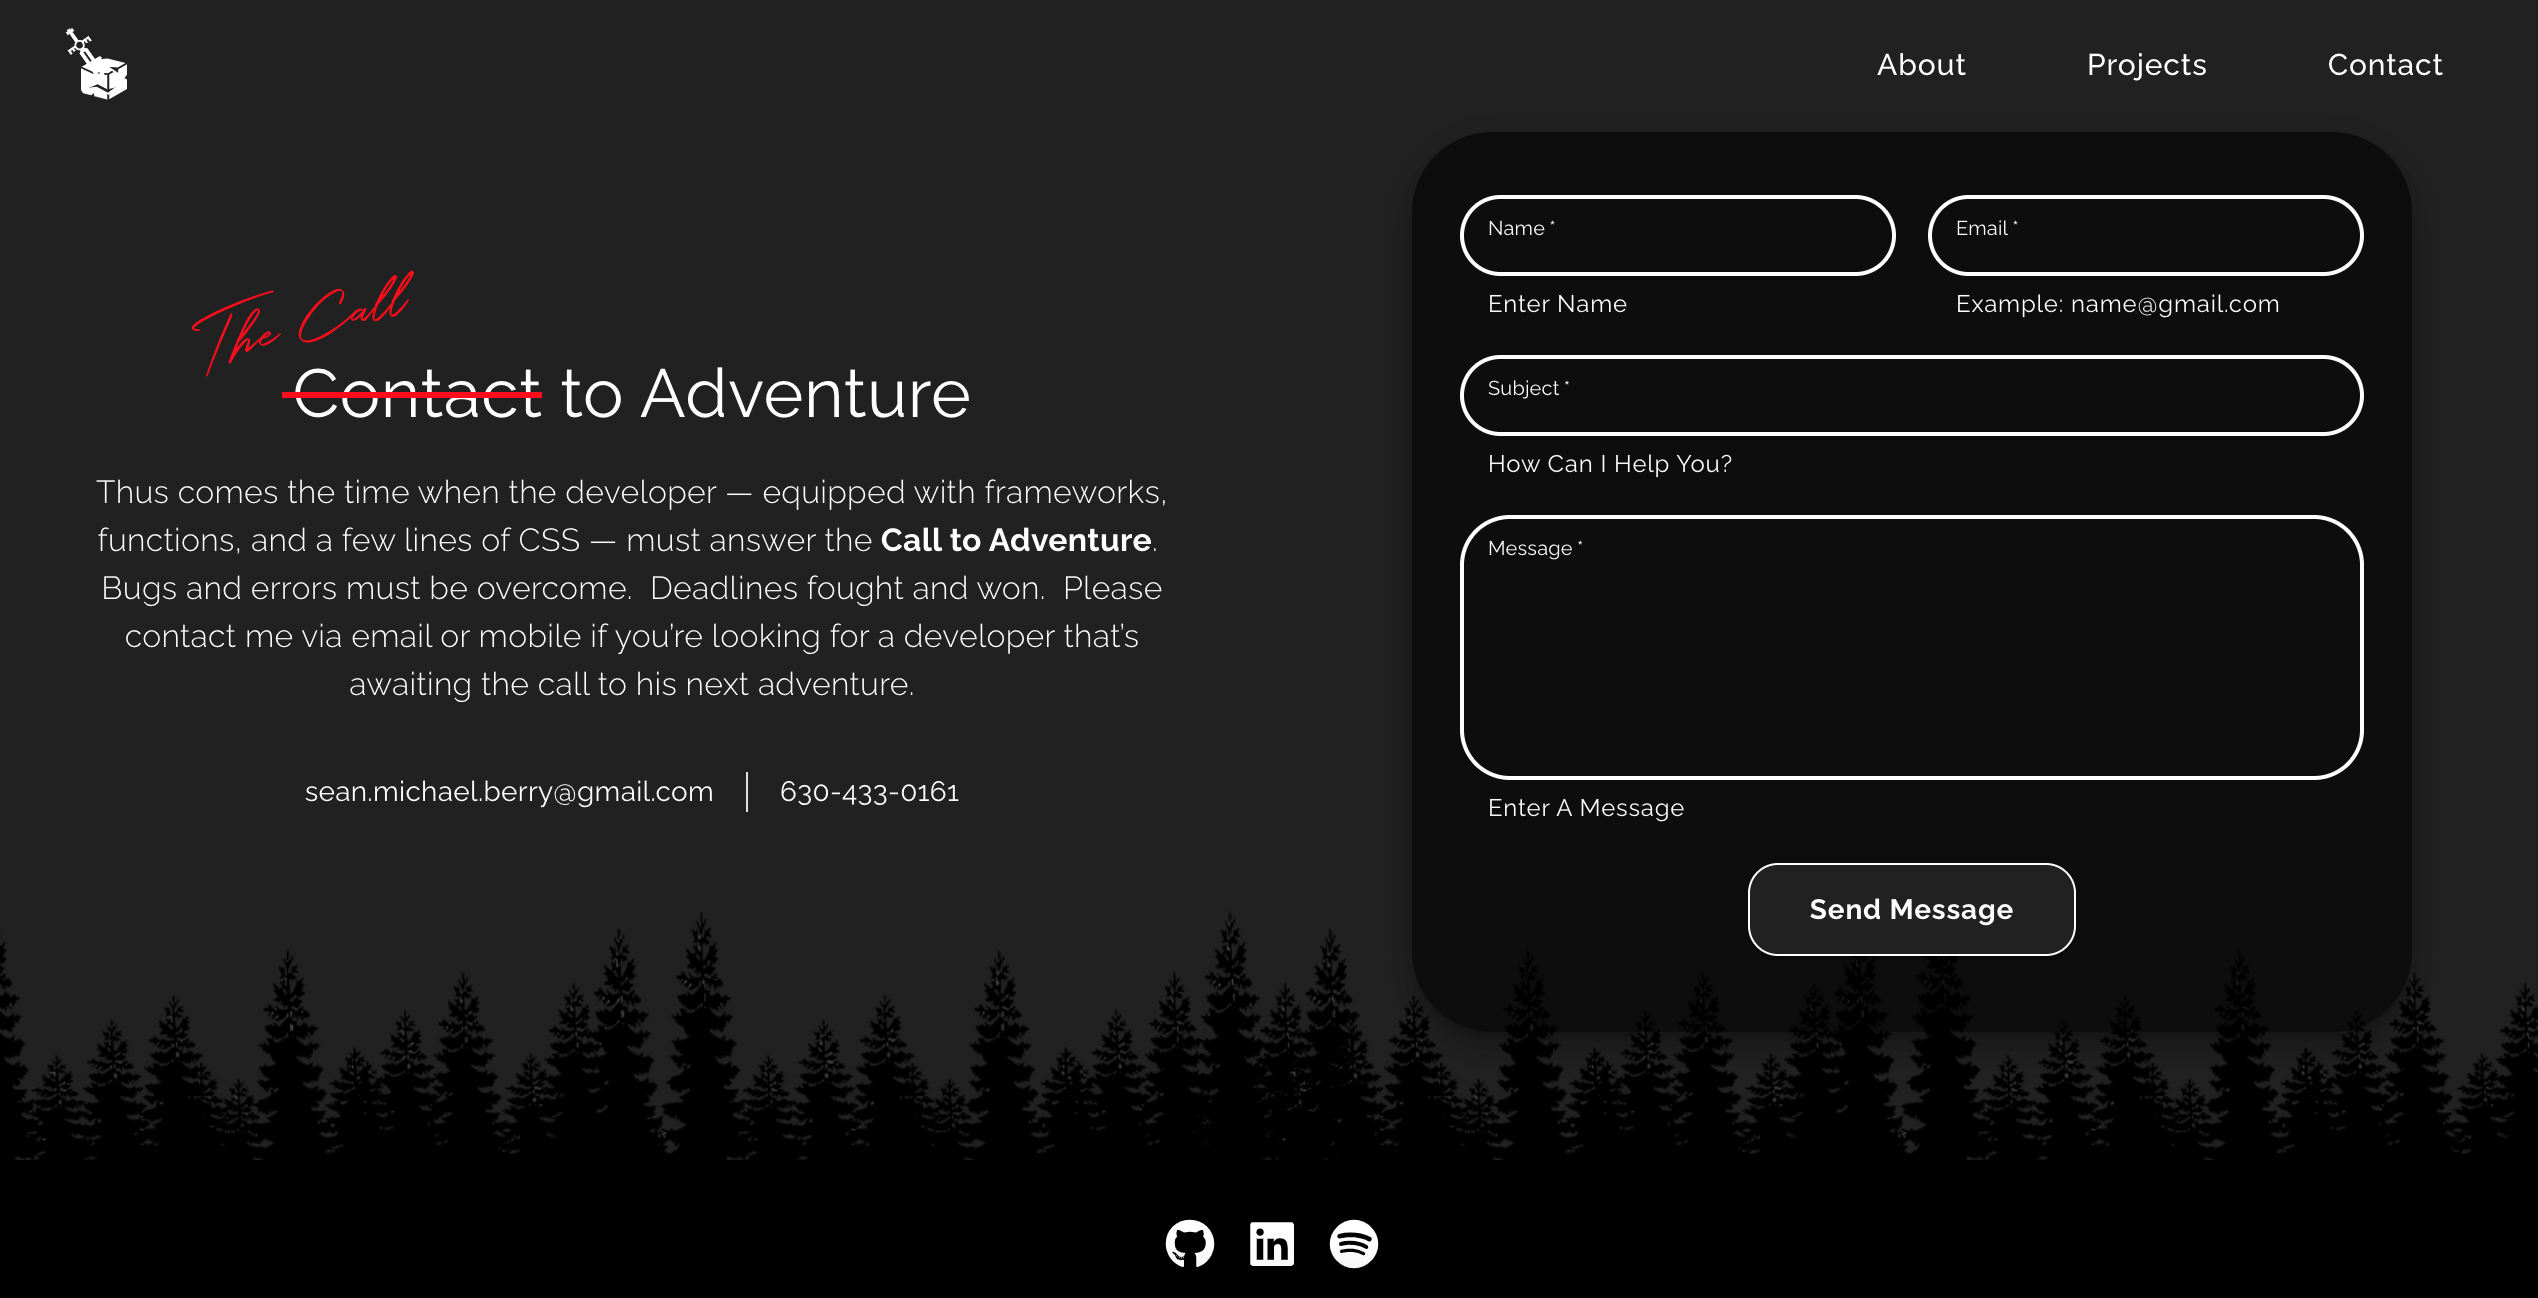 About
Projects
Contact
The Call
Contact to Adventure
Thus comes the time when the developer — equipped with frameworks,
functions, and a few lines of CSS — must answer the Call to Adventure.
Bugs and errors must be overcome.  Deadlines fought and won.  Please
contact me via email or mobile if you’re looking for a developer that’s
awaiting the call to his next adventure.
sean.michael.berry@gmail.com
630-433-0161
Name *
Enter Name
Email *
Example: name@gmail.com
Subject *
How Can I Help You?
Message *
Enter A Message
Send Message
in